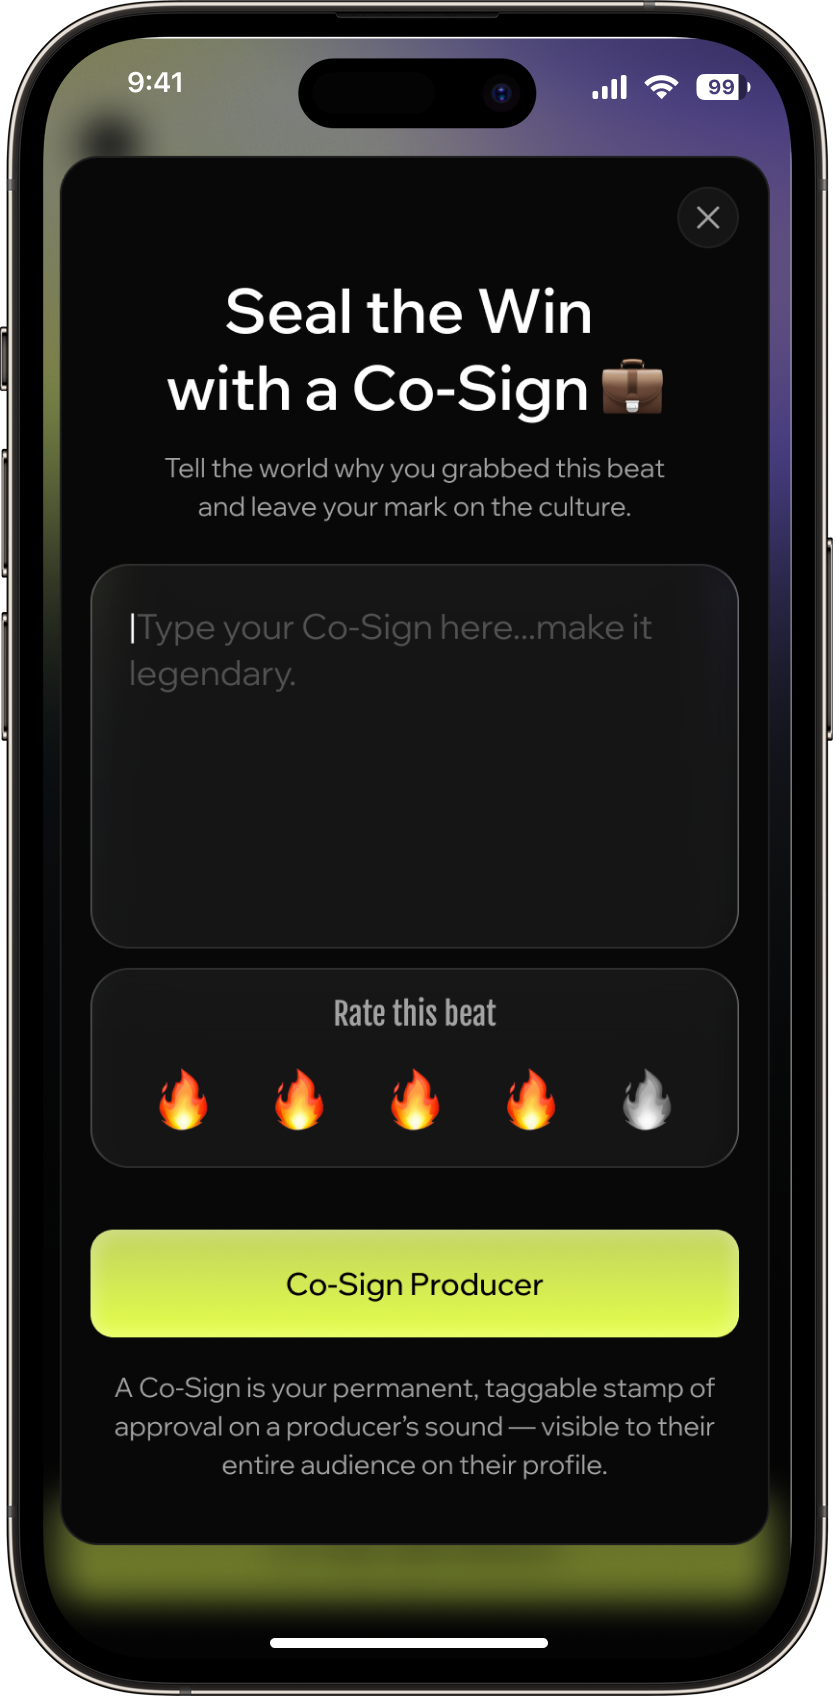 9:41
99
Seal the Win
with a Co-Sign 💼
Tell the world why you grabbed this beat
and leave your mark on the culture.
Type your Co-Sign here...make it
legendary.
Rate this beat
Co-Sign Producer
A Co-Sign is your permanent, taggable stamp of
approval on a producer’s sound — visible to their
entire audience on their profile.